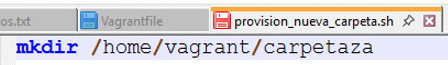 os.txt Vagrantfile provision_nueva_carpeta.sh
mkdir /home/vagrant/carpetaza